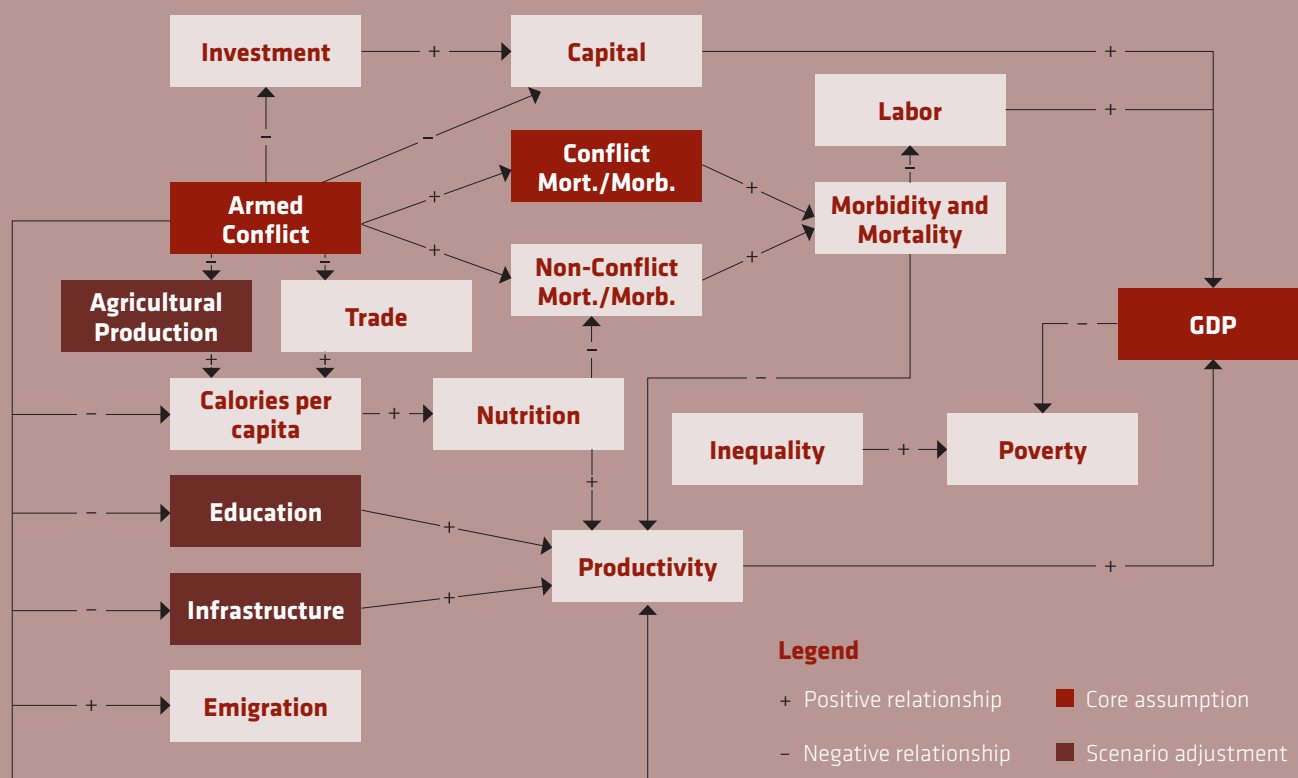 Investment
+
Capital
+
Labor
+
–
–
Conflict
Mort./Morb.
+
–
Armed
Conflict
+
+
Morbidity and
Mortality
+
+
Non-Conflict
Mort./Morb.
–
–
Agricultural
Production
Trade
GDP
–
+
+
–
–
Calories per
capita
–
+
Nutrition
Inequality
+
Poverty
+
Education
–
+
Productivity
+
Infrastructure
–
+
Emigration
+
Legend
+ Positive relationship
Core assumption
– Negative relationship
Scenario adjustment